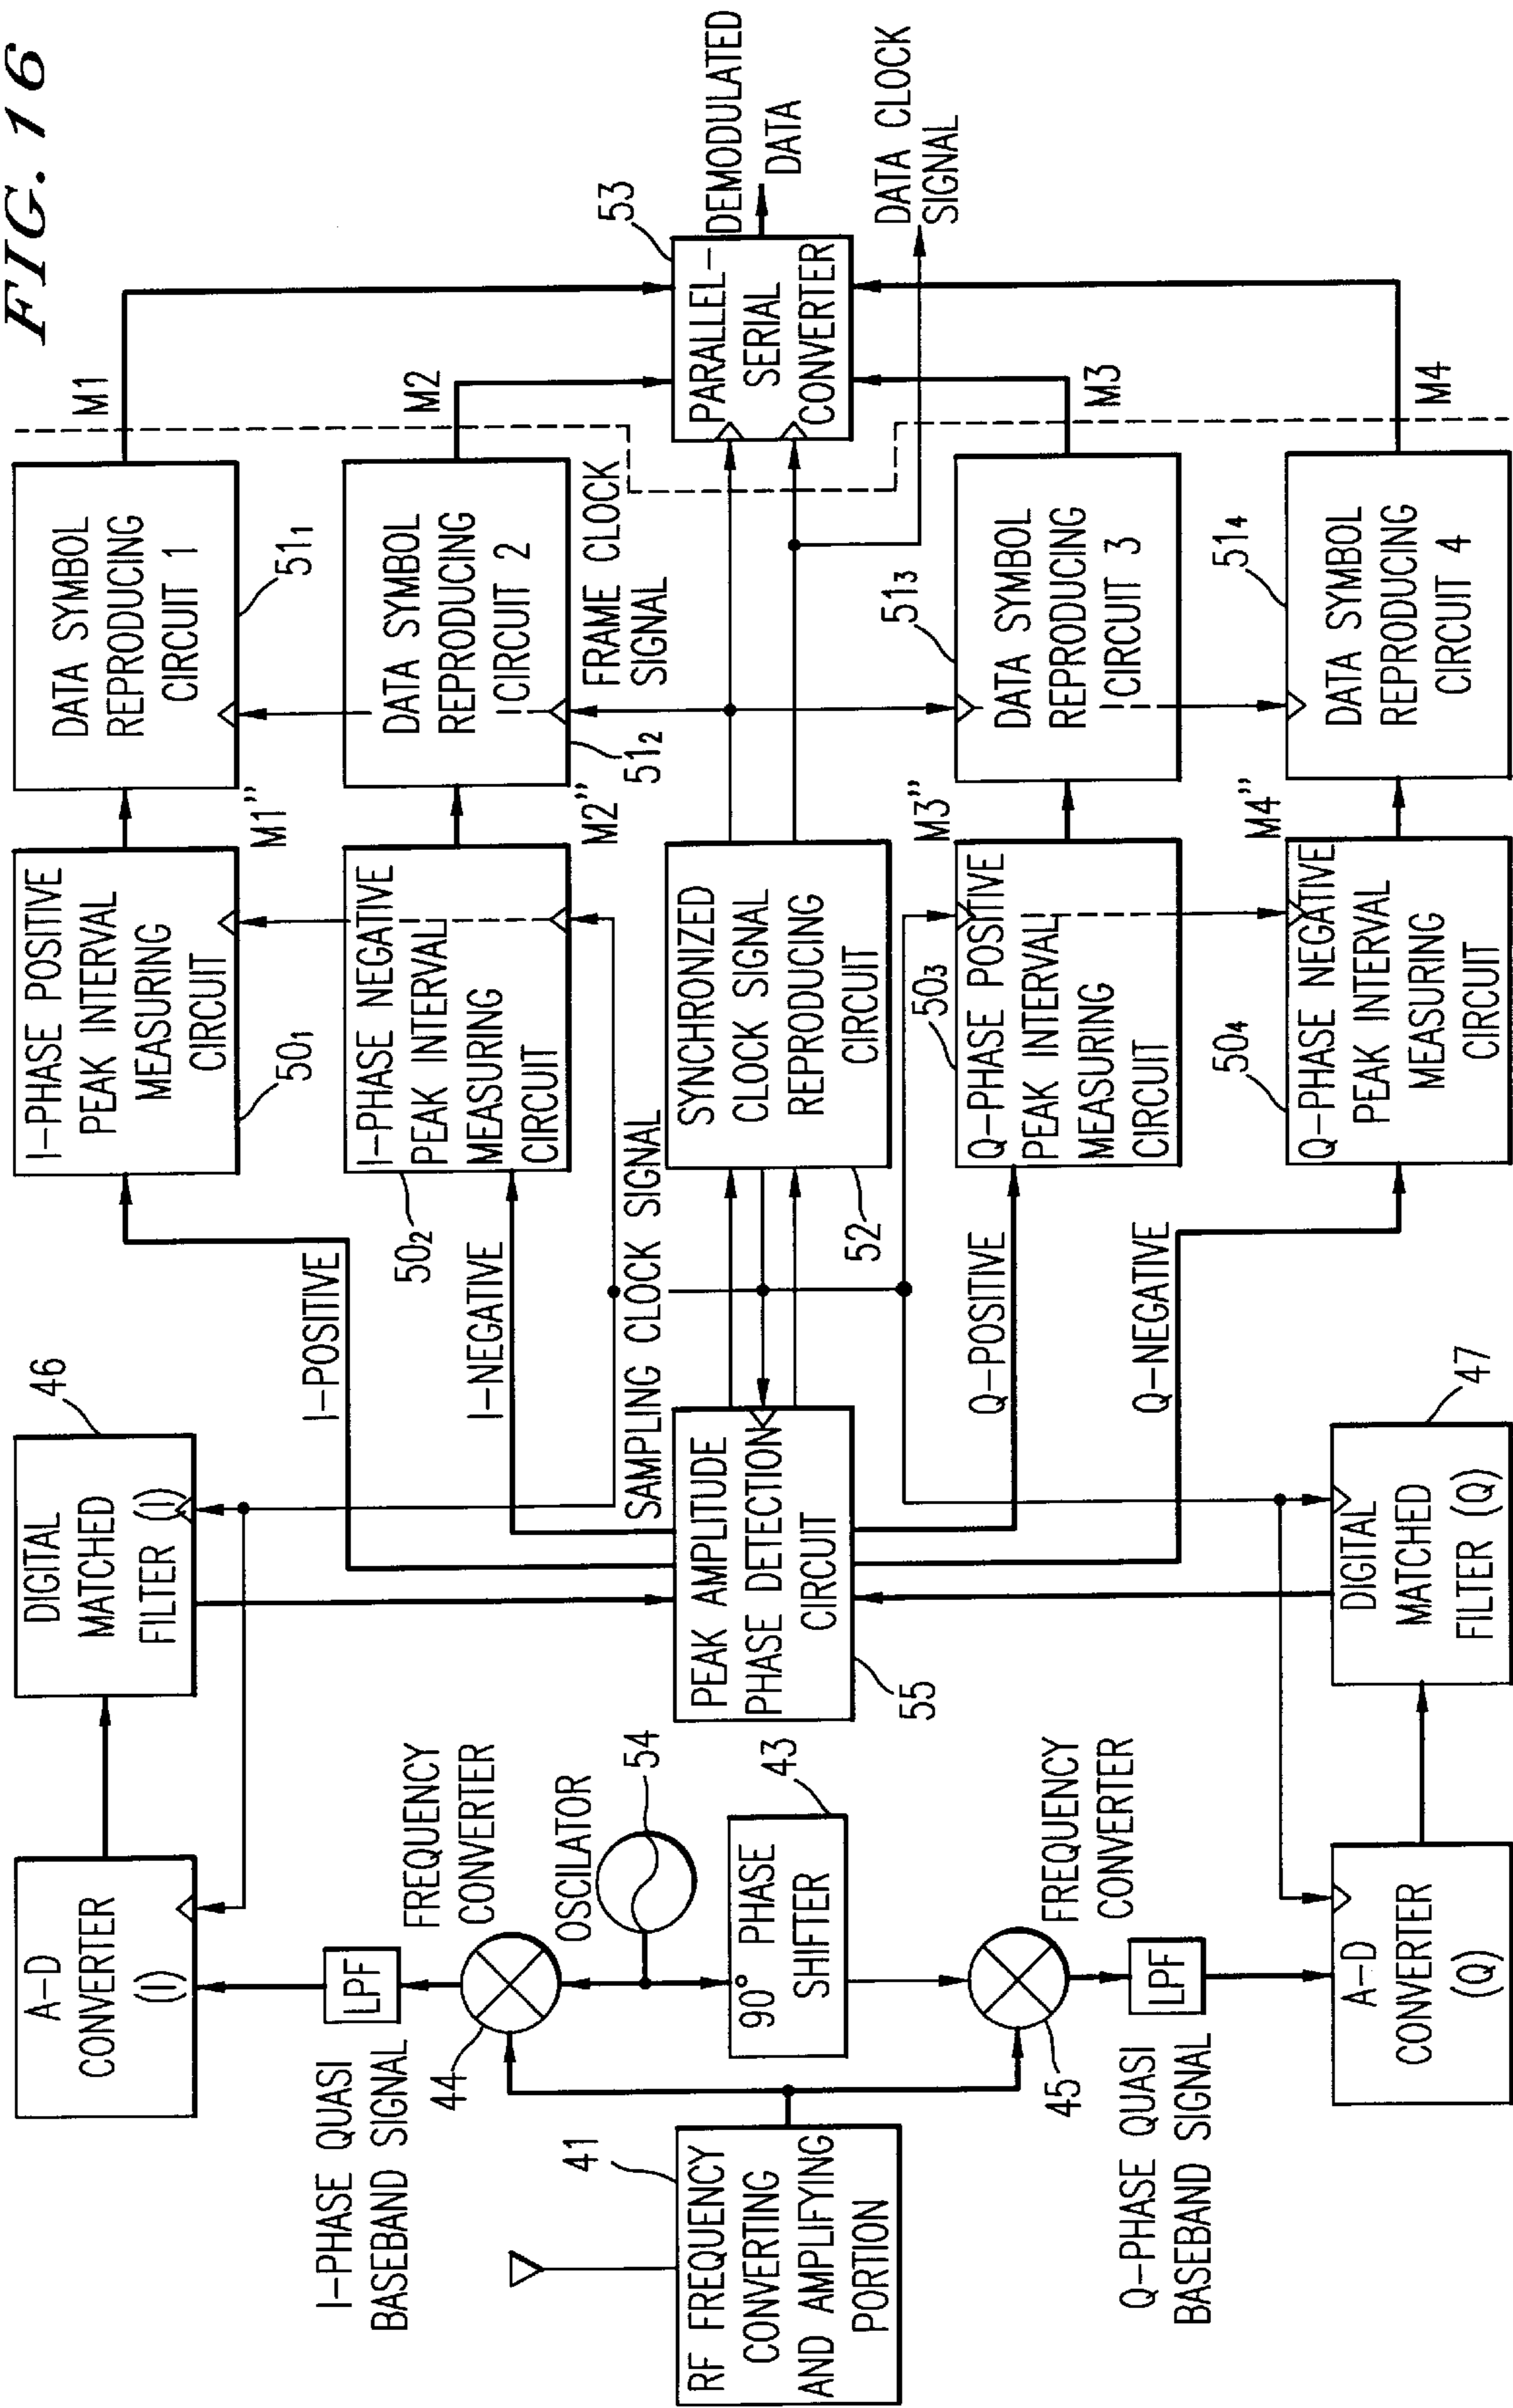 FIG. 16
RF FREQUENCY
CONVERTING
AND AMPLIFYING
PORTION
41
I-PHASE QUASI
BASEBAND SIGNAL
44
LPF
FREQUENCY
CONVERTER
OSCILATOR
54
90° PHASE
SHIFTER
43
45
FREQUENCY
CONVERTER
LPF
Q-PHASE QUASI
BASEBAND SIGNAL
A-D
CONVERTER
(I)
DIGITAL
MATCHED
FILTER (I)
46
A-D
CONVERTER
(Q)
DIGITAL
MATCHED
FILTER (Q)
47
PEAK AMPLITUDE
PHASE DETECTION
CIRCUIT
55
I-POSITIVE
I-NEGATIVE
SAMPLING CLOCK SIGNAL
Q-POSITIVE
Q-NEGATIVE
I-PHASE POSITIVE
PEAK INTERVAL
MEASURING
CIRCUIT
501
M1"
I-PHASE NEGATIVE
PEAK INTERVAL
MEASURING
CIRCUIT
502
M2"
SYNCHRONIZED
CLOCK SIGNAL
REPRODUCING
CIRCUIT
52
Q-PHASE POSITIVE
PEAK INTERVAL
MEASURING
CIRCUIT
503
M3"
Q-PHASE NEGATIVE
PEAK INTERVAL
MEASURING
CIRCUIT
504
M4"
DATA SYMBOL
REPRODUCING
CIRCUIT 1
511
DATA SYMBOL
REPRODUCING
CIRCUIT 2
512
FRAME CLOCK
SIGNAL
DATA SYMBOL
REPRODUCING
CIRCUIT 3
513
DATA SYMBOL
REPRODUCING
CIRCUIT 4
514
M1
M2
M3
M4
PARALLEL-
SERIAL
CONVERTER
53
DEMODULATED
DATA
DATA CLOCK
SIGNAL